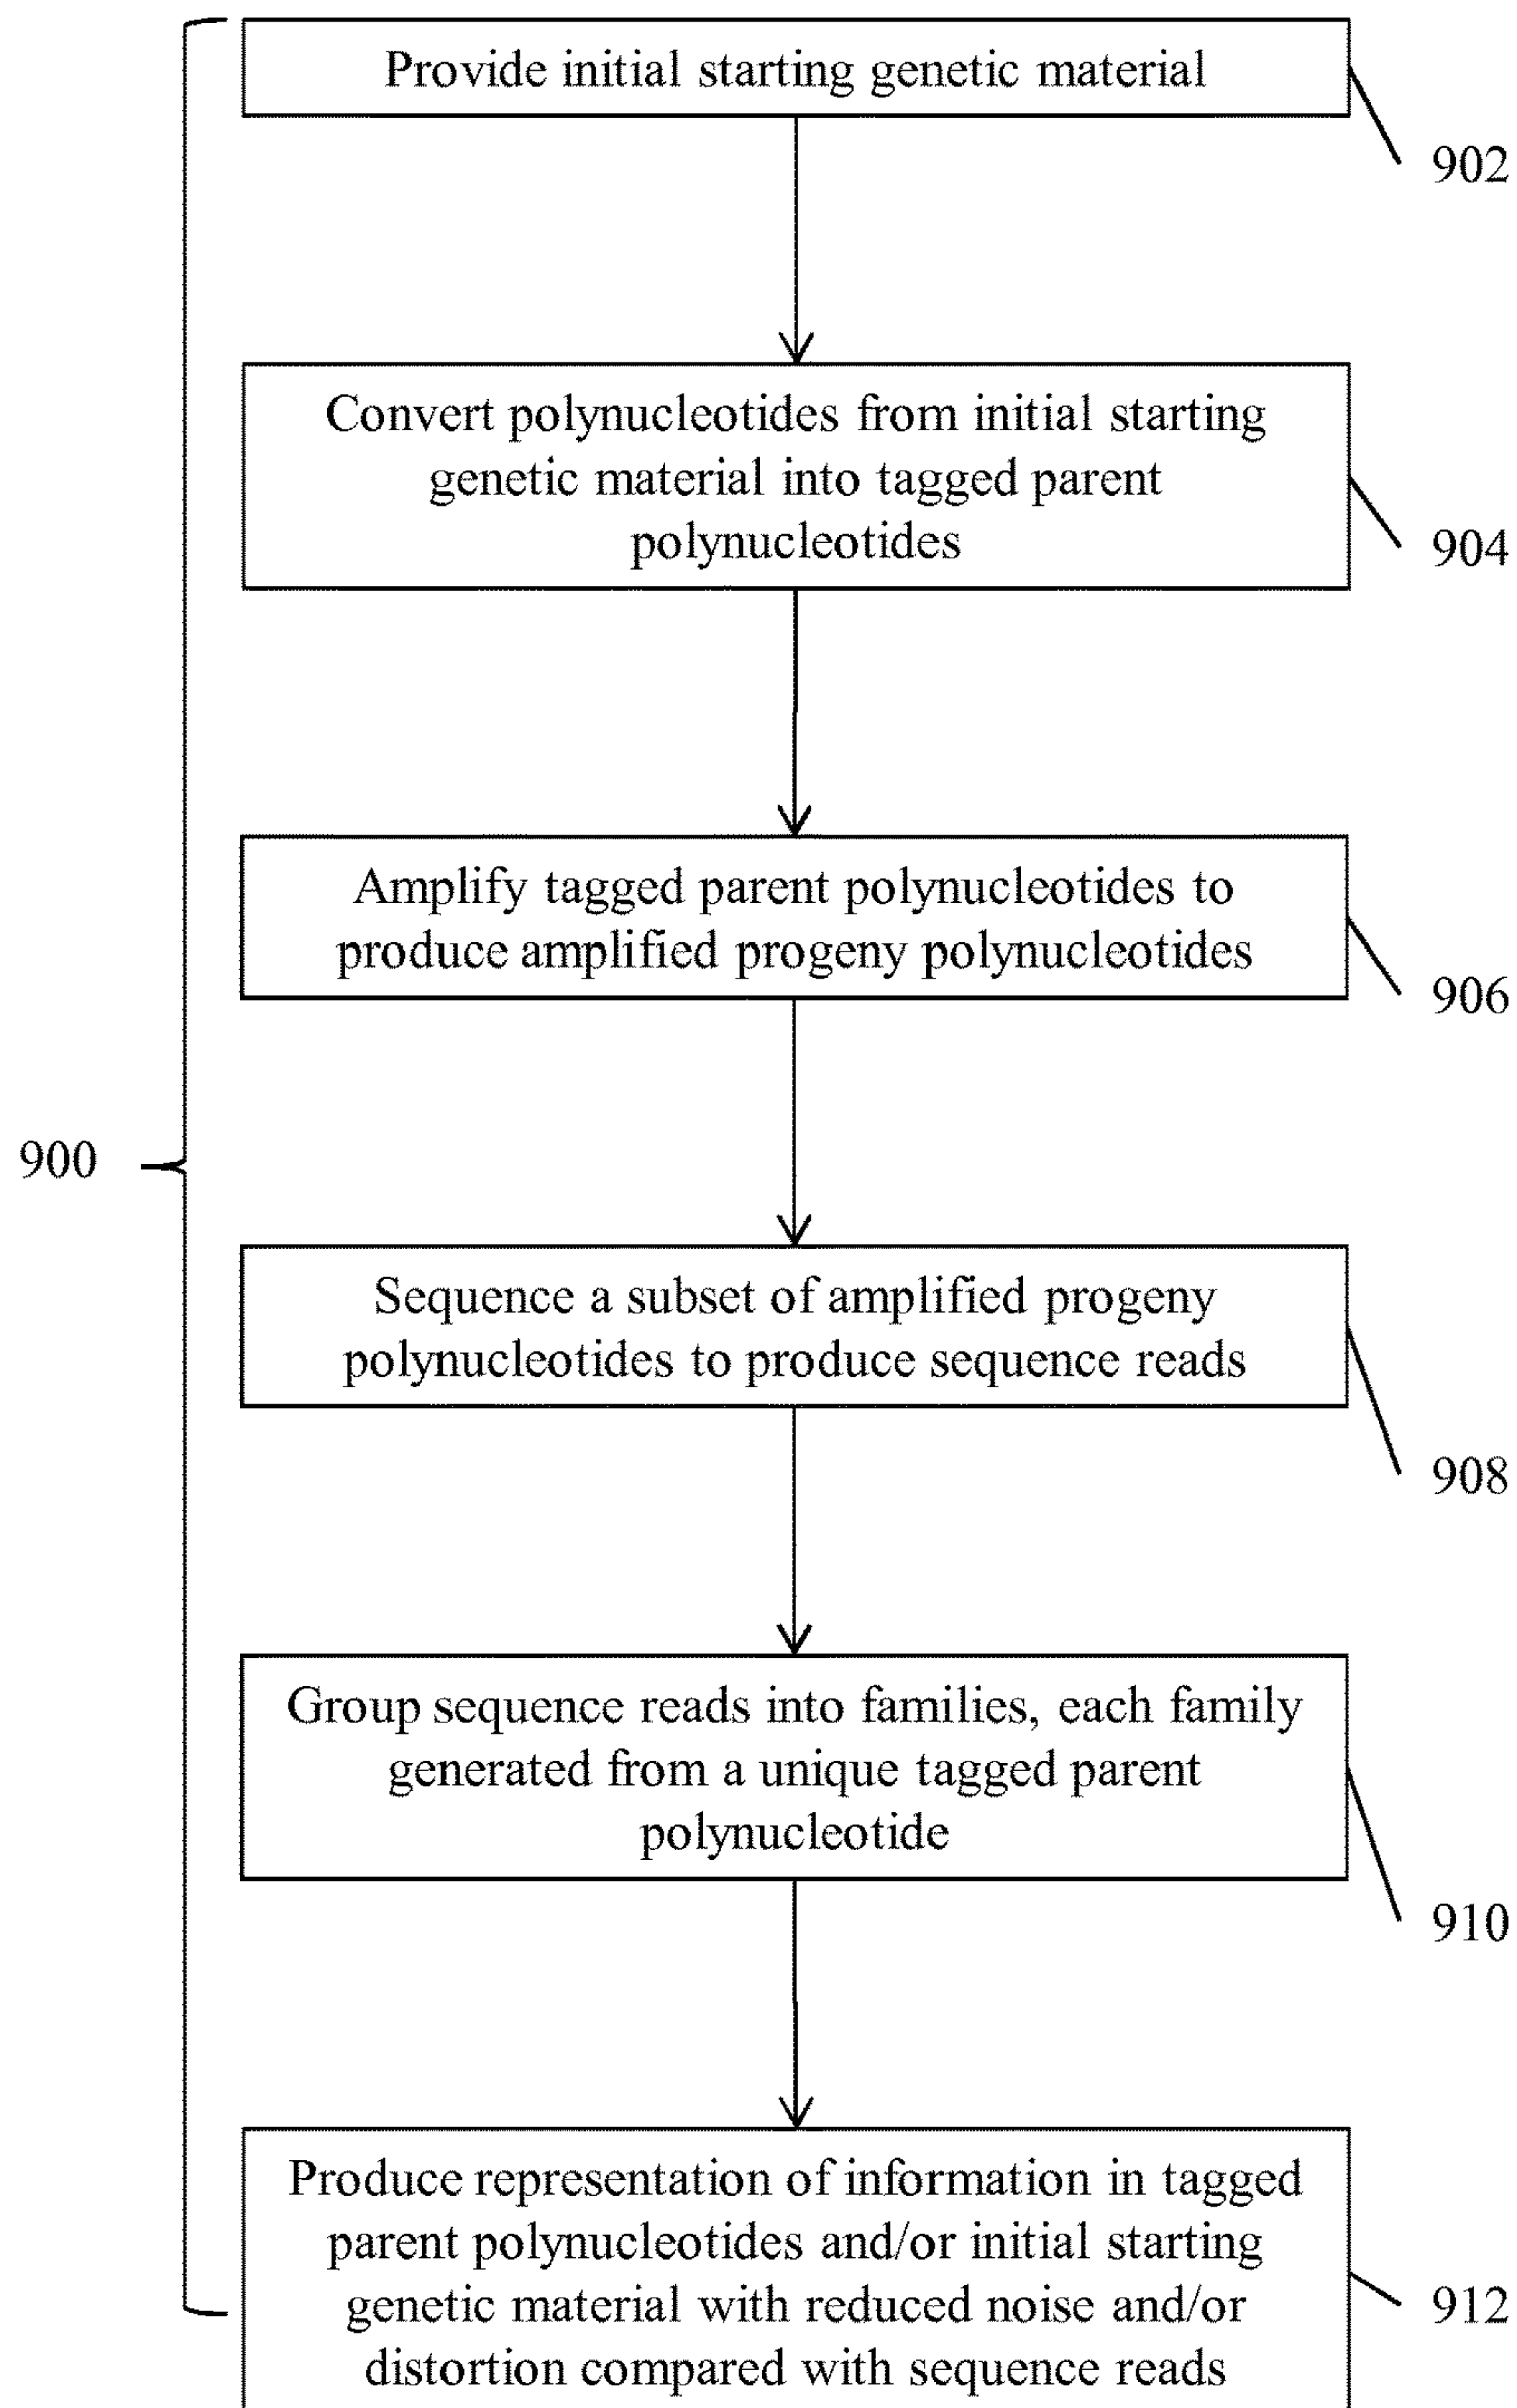 Provide initial starting genetic material
902
Convert polynucleotides from initial starting
genetic material into tagged parent
polynucleotides
904
Amplify tagged parent polynucleotides to
produce amplified progeny polynucleotides
906
900
Sequence a subset of amplified progeny
polynucleotides to produce sequence reads
908
Group sequence reads into families, each family
generated from a unique tagged parent
polynucleotide
910
Produce representation of information in tagged
parent polynucleotides and/or initial starting
genetic material with reduced noise and/or
distortion compared with sequence reads
912